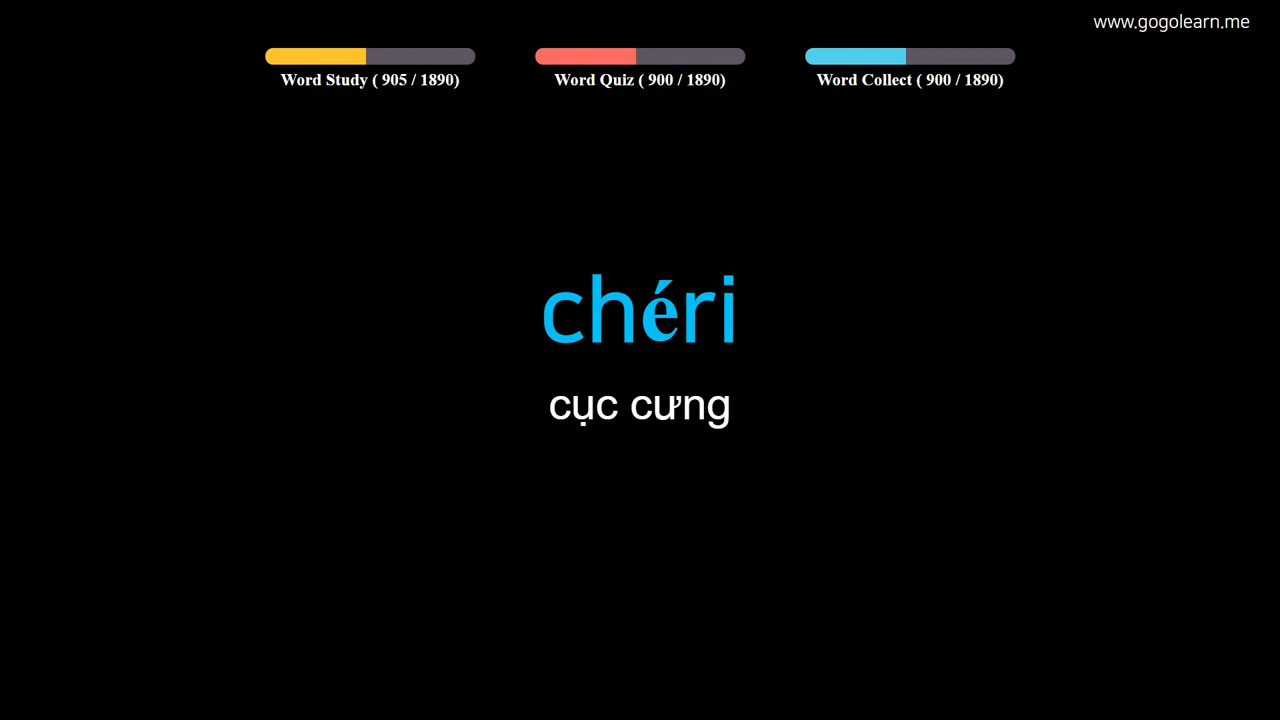 www.gogolearn.me
Word Study ( 905 / 1890)
Word Quiz ( 900 / 1890)
Word Collect ( 900 / 1890)
chéri
cục cưng